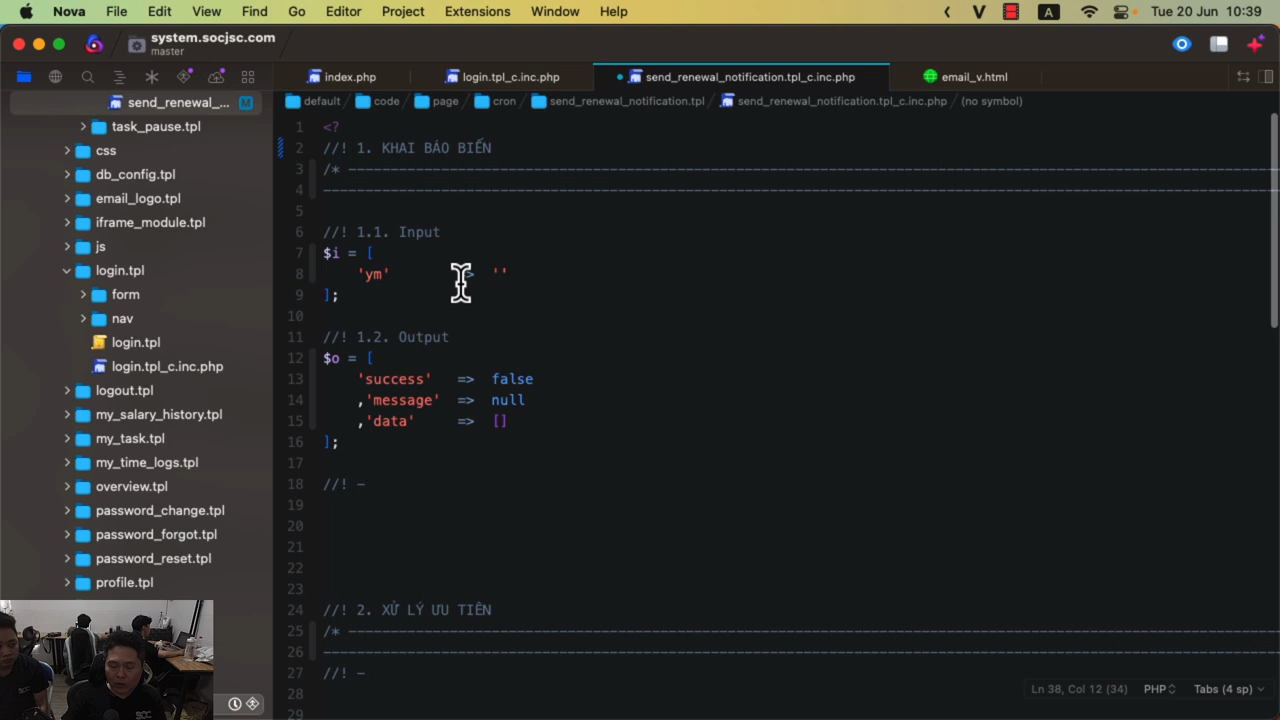 Nova File Edit View Find Go Editor Project Extensions Window Help Tue 20 Jun 10:39
system.socjsc.com
master
index.php login.tpl_c.inc.php send_renewal_notification.tpl_c.inc.php email_v.html
send_renewal_... M
default code page cron send_renewal_notification.tpl send_renewal_notification.tpl_c.inc.php (no symbol)
task_pause.tpl
css
db_config.tpl
email_logo.tpl
iframe_module.tpl
js
login.tpl
form
nav
login.tpl
login.tpl_c.inc.php
logout.tpl
my_salary_history.tpl
my_task.tpl
my_time_logs.tpl
overview.tpl
password_change.tpl
password_forgot.tpl
password_reset.tpl
profile.tpl
1 <?
2 //! 1. KHAI BÁO BIẾN
3 /* ----------------------------------------------------------------
4 ----------------------------------------------------------------
5
6 //! 1.1. Input
7 $i = [
8 'ym' => ''
9 ];
10
11 //! 1.2. Output
12 $o = [
13 'success' => false
14 ,'message' => null
15 ,'data' => []
16 ];
17
18 //! –
19
20
21
22
23
24 //! 2. XỬ LÝ ƯU TIÊN
25 /* ----------------------------------------------------------------
26 ----------------------------------------------------------------
27 //! –
28
29
Ln 38, Col 12 (34) PHP Tabs (4 sp)